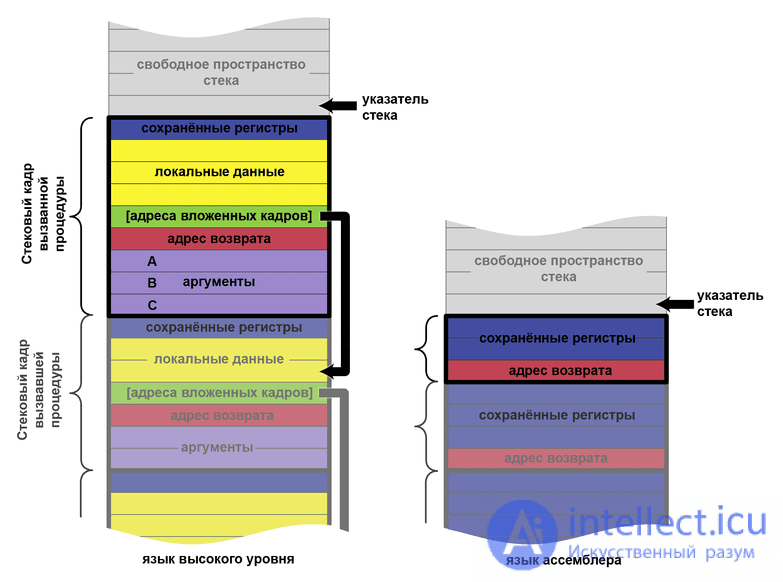 свободное пространство
стека
указатель
стека
Стековый кадр
вызванной
процедуры
сохранённые регистры
локальные данные
[адреса вложенных кадров]
адрес возврата
A
B
C
аргументы
Стековый кадр
вызвавшей
процедуры
сохранённые регистры
локальные данные
[адреса вложенных кадров]
адрес возврата
аргументы
язык высокого уровня
свободное пространство
стека
указатель
стека
сохранённые регистры
адрес возврата
сохранённые регистры
адрес возврата
язык ассемблера
Ai
intellect.icu
Искусственный разум